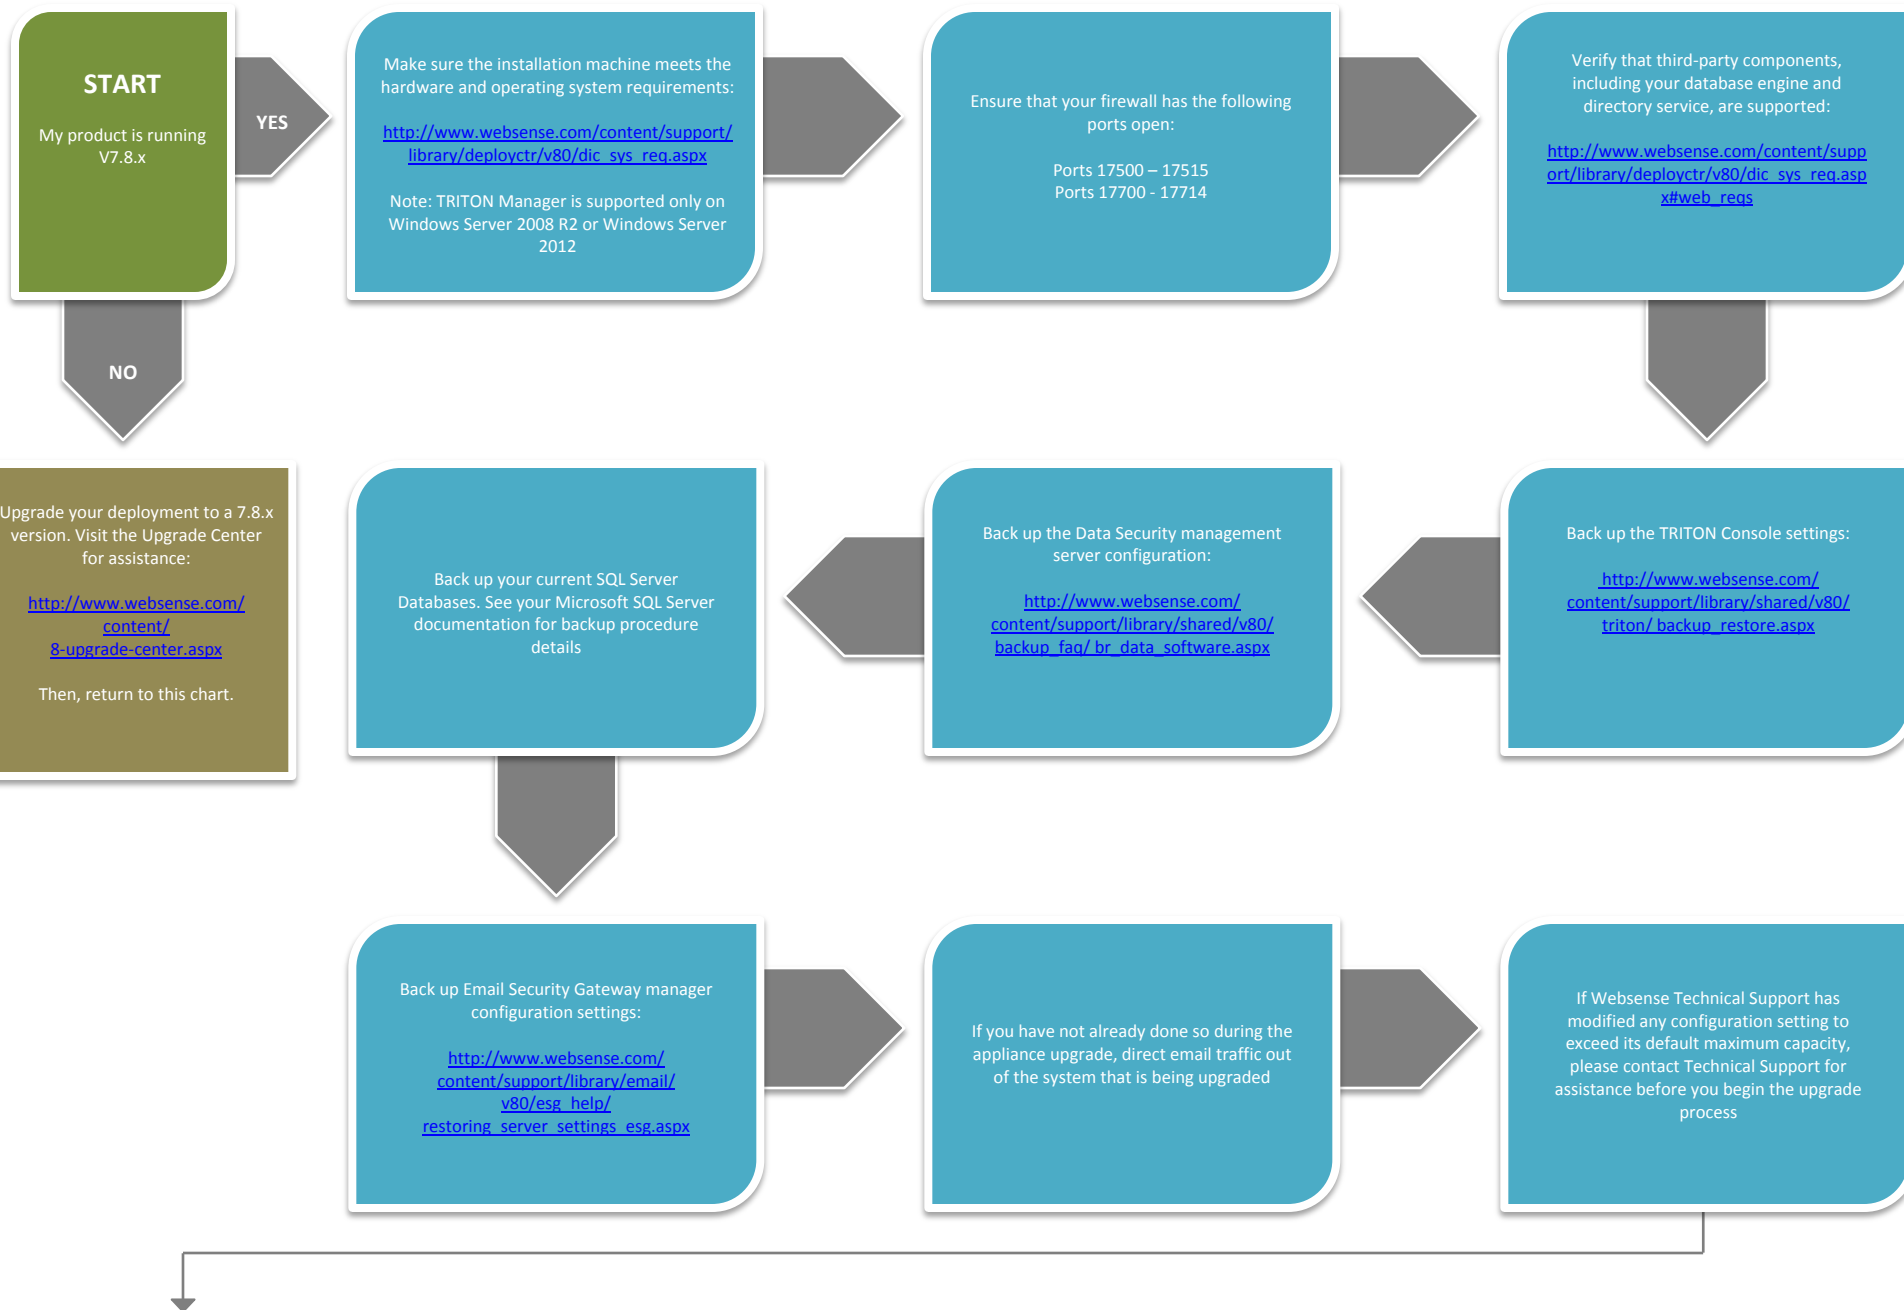 START
My product is running
V7.8.x
YES
Make sure the installation machine meets the
hardware and operating system requirements:
http://www.websense.com/content/support/
library/deployctr/v80/dic_sys_req.aspx
Note: TRITON Manager is supported only on
Windows Server 2008 R2 or Windows Server
2012
Ensure that your firewall has the following
ports open:
Ports 17500 – 17515
Ports 17700 - 17714
Verify that third-party components,
including your database engine and
directory service, are supported:
http://www.websense.com/content/supp
ort/library/deployctr/v80/dic_sys_req.asp
x#web_reqs
NO
Upgrade your deployment to a 7.8.x
version. Visit the Upgrade Center
for assistance:
http://www.websense.com/
content/
8-upgrade-center.aspx
Then, return to this chart.
Back up the TRITON Console settings:
http://www.websense.com/
content/support/library/shared/v80/
triton/ backup_restore.aspx
Back up the Data Security management
server configuration:
http://www.websense.com/
content/support/library/shared/v80/
backup_faq/ br_data_software.aspx
Back up your current SQL Server
Databases. See your Microsoft SQL Server
documentation for backup procedure
details
Back up Email Security Gateway manager
configuration settings:
http://www.websense.com/
content/support/library/email/
v80/esg_help/
restoring_server_settings_esg.aspx
If you have not already done so during the
appliance upgrade, direct email traffic out
of the system that is being upgraded
If Websense Technical Support has
modified any configuration setting to
exceed its default maximum capacity,
please contact Technical Support for
assistance before you begin the upgrade
process